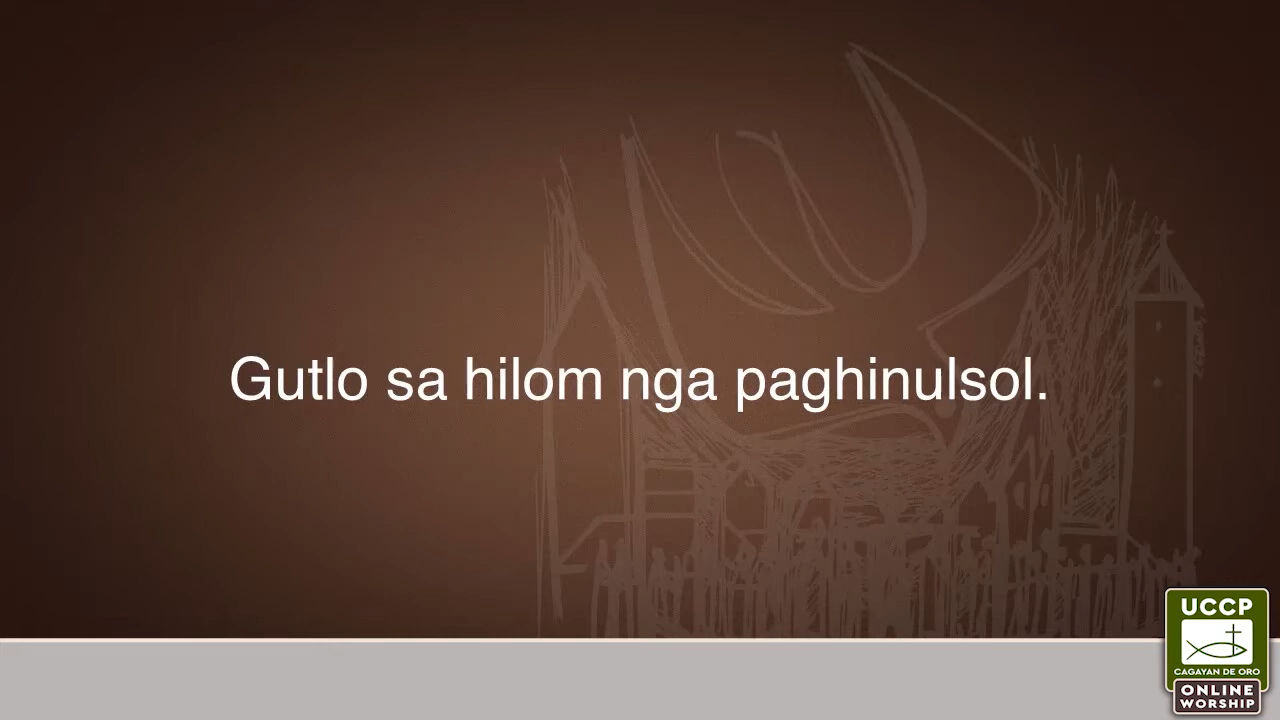 Gutlo sa hilom nga paghinulsol.
UCCP
CAGAYAN DE ORO
ONLINE
WORSHIP